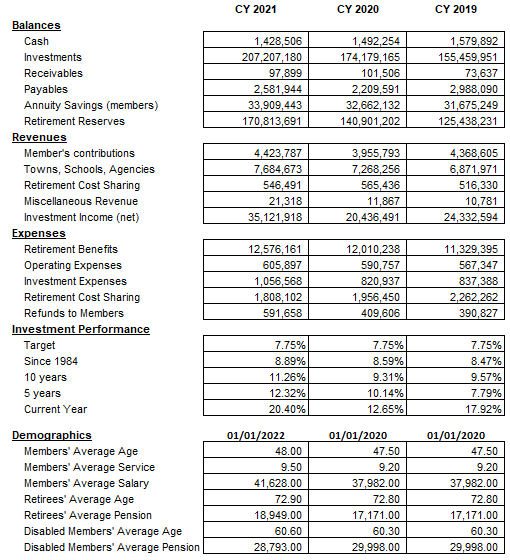 CY 2021 CY 2020 CY 2019
Balances
Cash 1,428,506 1,492,254 1,579,892
Investments 207,207,180 174,179,165 155,459,951
Receivables 97,899 101,506 73,637
Payables 2,581,944 2,209,591 2,988,090
Annuity Savings (members) 33,909,443 32,662,132 31,675,249
Retirement Reserves 170,813,691 140,901,202 125,438,231
Revenues
Member's contributions 4,423,787 3,955,793 4,368,605
Towns, Schools, Agencies 7,684,673 7,268,256 6,871,971
Retirement Cost Sharing 546,491 565,436 516,330
Miscellaneous Revenue 21,318 11,867 10,781
Investment Income (net) 35,121,918 20,436,491 24,332,594
Expenses
Retirement Benefits 12,576,161 12,010,238 11,329,395
Operating Expenses 605,897 590,757 567,347
Investment Expenses 1,056,568 820,937 837,388
Retirement Cost Sharing 1,808,102 1,956,450 2,262,262
Refunds to Members 591,658 409,606 390,827
Investment Performance
Target 7.75% 7.75% 7.75%
Since 1984 8.89% 8.59% 8.47%
10 years 11.26% 9.31% 9.57%
5 years 12.32% 10.14% 7.79%
Current Year 20.40% 12.65% 17.92%
Demographics 01/01/2022 01/01/2020 01/01/2020
Members' Average Age 48.00 47.50 47.50
Members' Average Service 9.50 9.20 9.20
Members' Average Salary 41,628.00 37,982.00 37,982.00
Retirees' Average Age 72.90 72.80 72.80
Retirees' Average Pension 18,949.00 17,171.00 17,171.00
Disabled Members' Average Age 60.60 60.30 60.30
Disabled Members' Average Pension 28,793.00 29,998.00 29,998.00